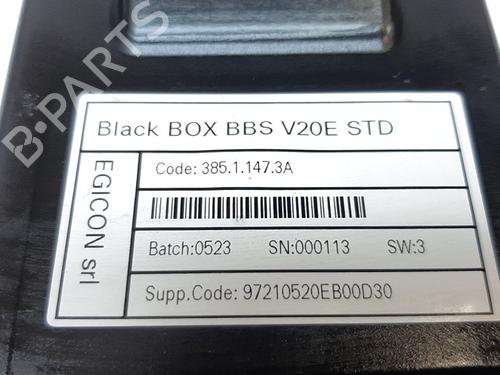 B-PARTS
Black BOX BBS V20E STD
EGICON srl
Code: 385.1.147.3A
Batch:0523 SN:000113 SW:3
Supp.Code: 97210520EB00D30